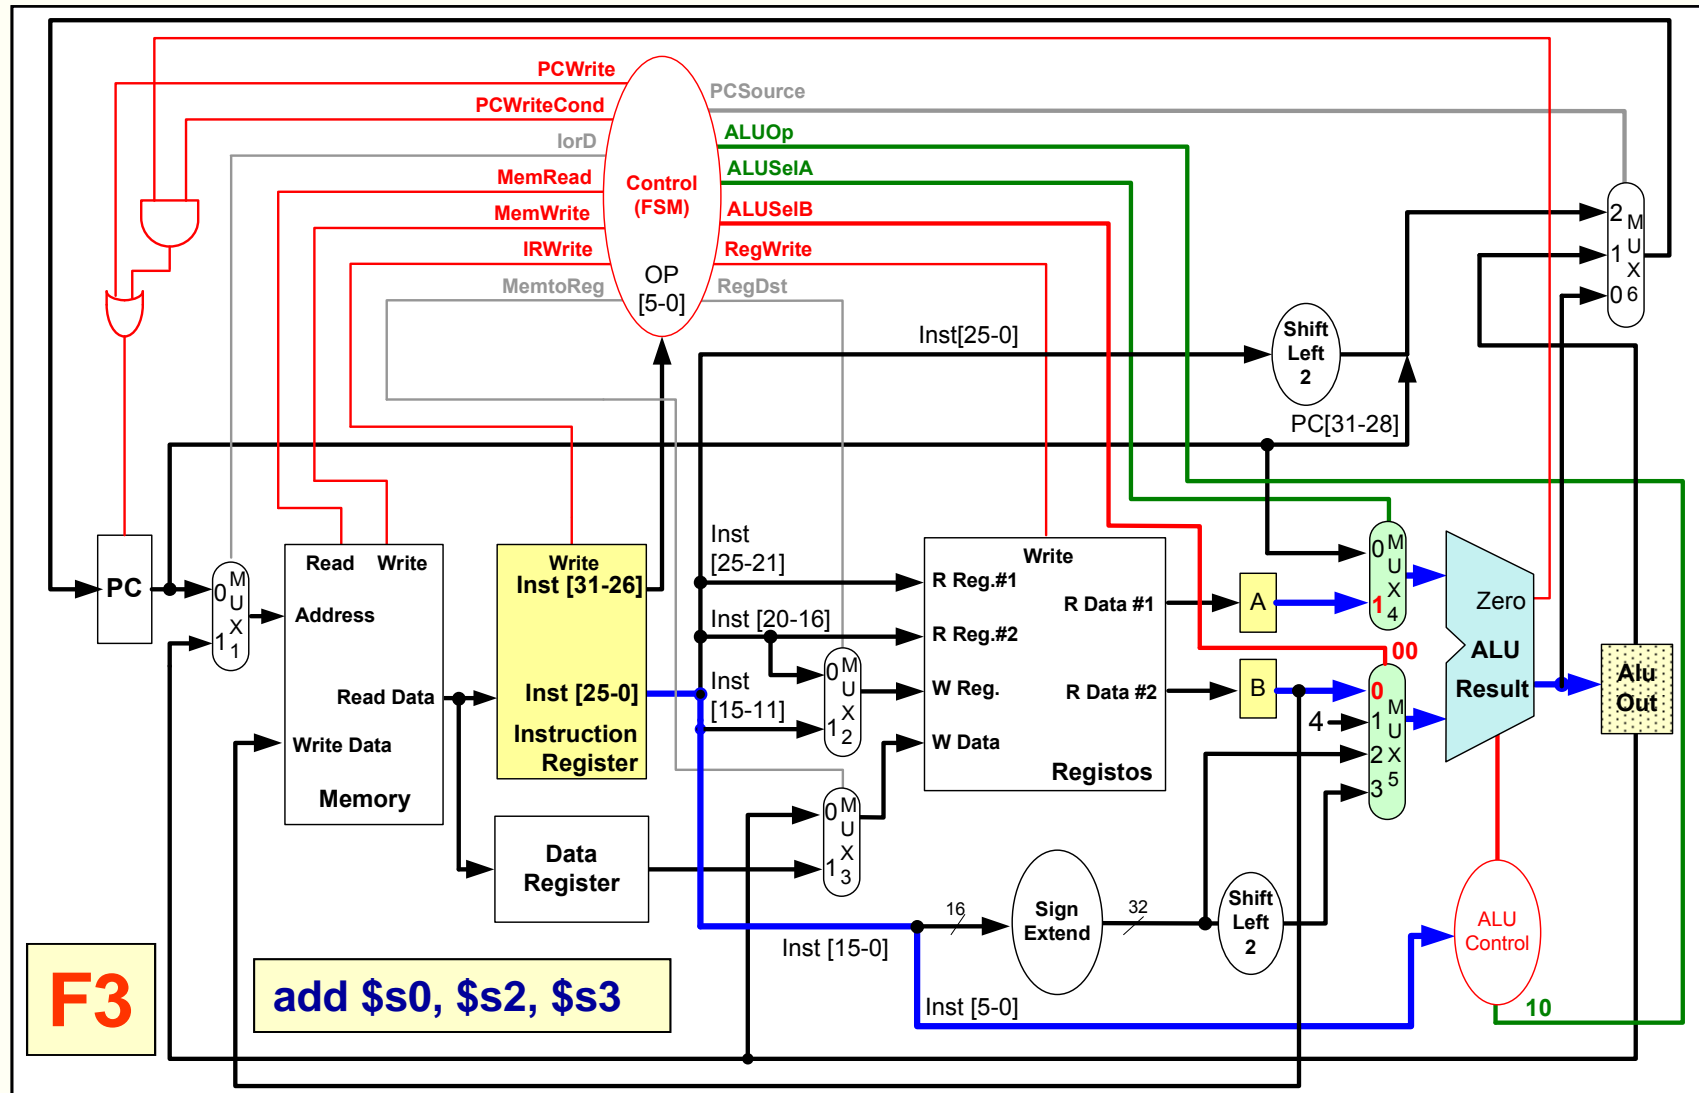 PCWrite
PCWriteCond
IorD
MemRead
MemWrite
IRWrite
MemtoReg
Control
(FSM)
OP
[5-0]
PCSource
ALUOp
ALUSelA
ALUSelB
RegWrite
RegDst
2
1
0
M
U
X
6
Inst[25-0]
Shift
Left
2
PC[31-28]
PC
0
1
M
U
X
1
Read Write
Address
Read Data
Write Data
Memory
Write
Inst [31-26]
Inst [25-0]
Instruction
Register
Data
Register
Inst
[25-21]
Inst [20-16]
Inst
[15-11]
0
1
M
U
X
2
0
1
M
U
X
3
Write
R Reg.#1
R Reg.#2
W Reg.
W Data
R Data #1
R Data #2
Registos
A
B
0
1
M
U
X
4
00
0
1
2
3
M
U
X
5
4
Zero
ALU
Result
Alu
Out
Inst [15-0]
16
Sign
Extend
32
Shift
Left
2
ALU
Control
Inst [5-0]
10
F3
add $s0, $s2, $s3